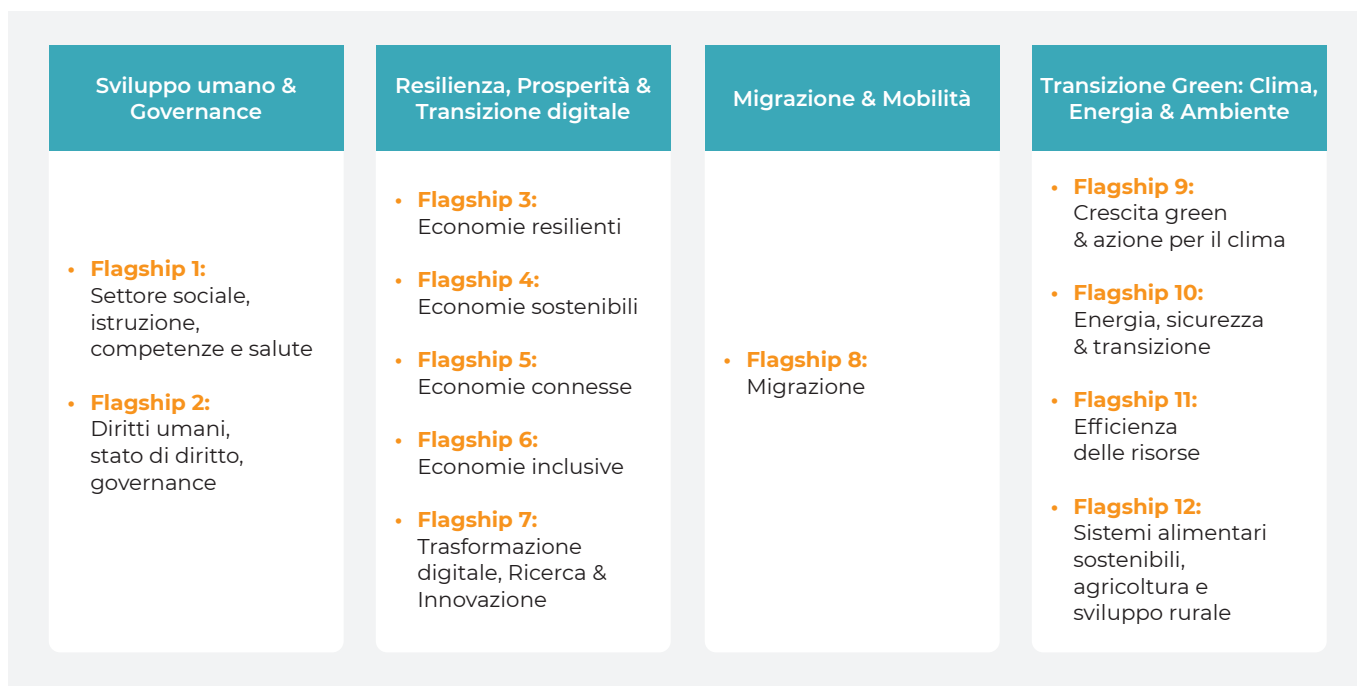 Sviluppo umano &
Governance
• Flagship 1:
Settore sociale,
istruzione,
competenze e salute
• Flagship 2:
Diritti umani,
stato di diritto,
governance
Resilienza, Prosperità &
Transizione digitale
• Flagship 3:
Economie resilienti
• Flagship 4:
Economie sostenibili
• Flagship 5:
Economie connesse
• Flagship 6:
Economie inclusive
• Flagship 7:
Trasformazione
digitale, Ricerca &
Innovazione
Migrazione & Mobilità
• Flagship 8:
Migrazione
Transizione Green: Clima,
Energia & Ambiente
• Flagship 9:
Crescita green
& azione per il clima
• Flagship 10:
Energia, sicurezza
& transizione
• Flagship 11:
Efficienza
delle risorse
• Flagship 12:
Sistemi alimentari
sostenibili,
agricoltura e
sviluppo rurale